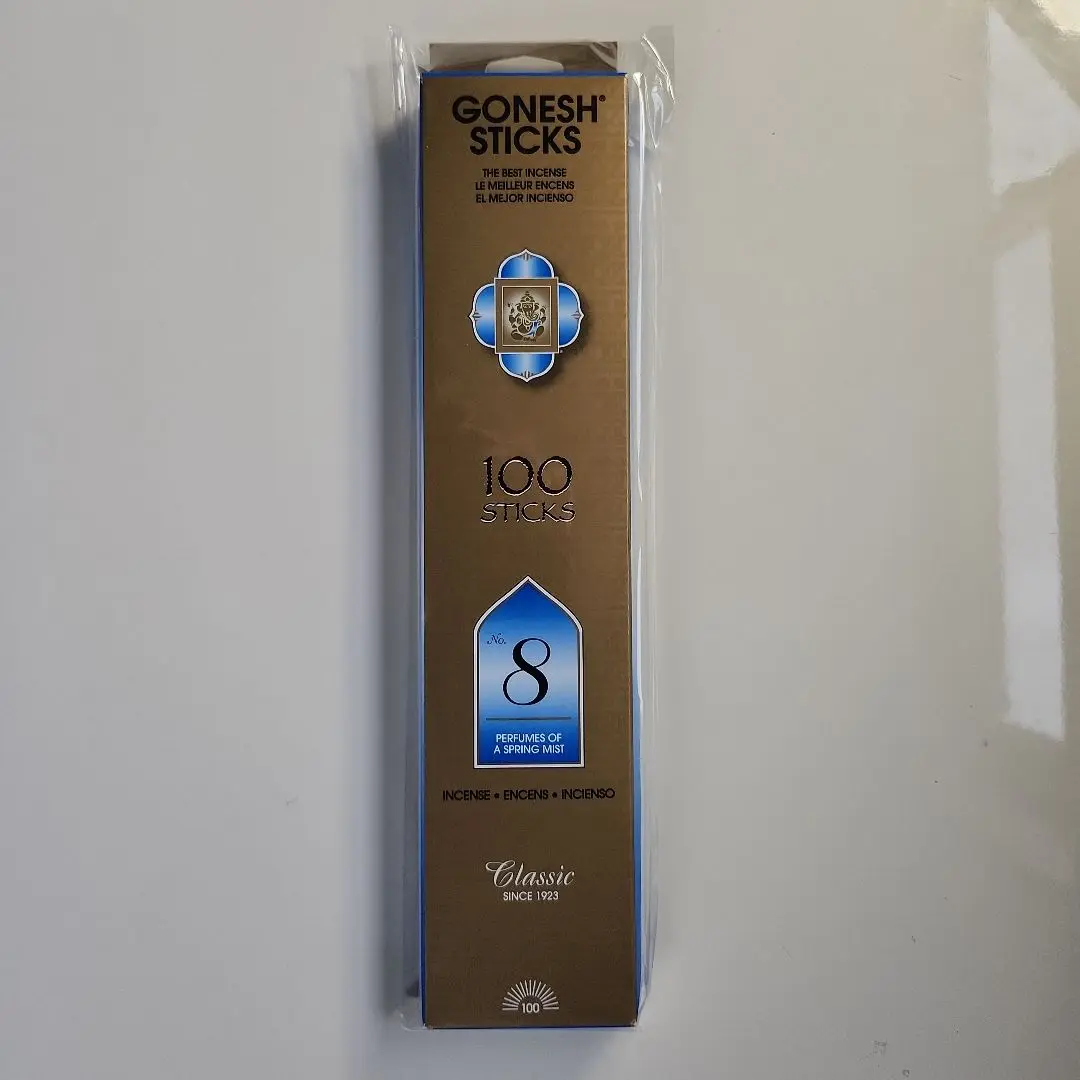 GONESH®
STICKS
THE BEST INCENSE
LE MEILLEUR ENCENS
EL MEJOR INCIENSO
100
STICKS
No.
8
PERFUMES OF
A SPRING MIST
INCENSE • ENCENS • INCIENSO
Classic
SINCE 1923
100